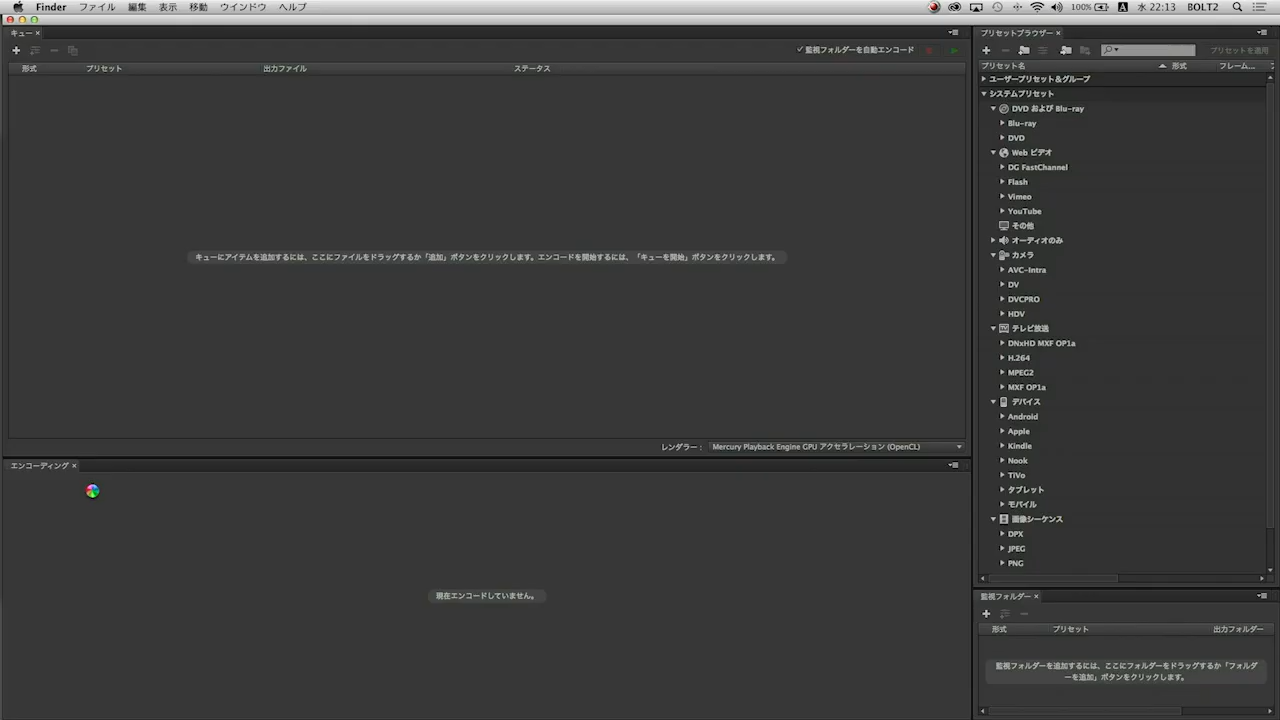 Finder ファイル 編集 表示 移動 ウインドウ ヘルプ 100% A 水 22:13 BOLT2
キュー ×
監視フォルダーを自動エンコード
形式 プリセット 出力ファイル ステータス
キューにアイテムを追加するには、ここにファイルをドラッグするか「追加」ボタンをクリックします。エンコードを開始するには、「キューを開始」ボタンをクリックします。
レンダラー： Mercury Playback Engine GPU アクセラレーション (OpenCL)
エンコーディング ×
現在エンコードしていません。
プリセットブラウザー ×
プリセットを適用
プリセット名 形式 フレーム...
ユーザープリセット＆グループ
システムプリセット
DVD および Blu-ray
Blu-ray
DVD
Web ビデオ
DG FastChannel
Flash
Vimeo
YouTube
その他
オーディオのみ
カメラ
AVC-Intra
DV
DVCPRO
HDV
テレビ放送
DNxHD MXF OP1a
H.264
MPEG2
MXF OP1a
デバイス
Android
Apple
Kindle
Nook
TiVo
タブレット
モバイル
画像シーケンス
DPX
JPEG
PNG
監視フォルダー ×
形式 プリセット 出力フォルダー
監視フォルダーを追加するには、ここにフォルダーをドラッグするか「フォルダ
ーを追加」ボタンをクリックします。